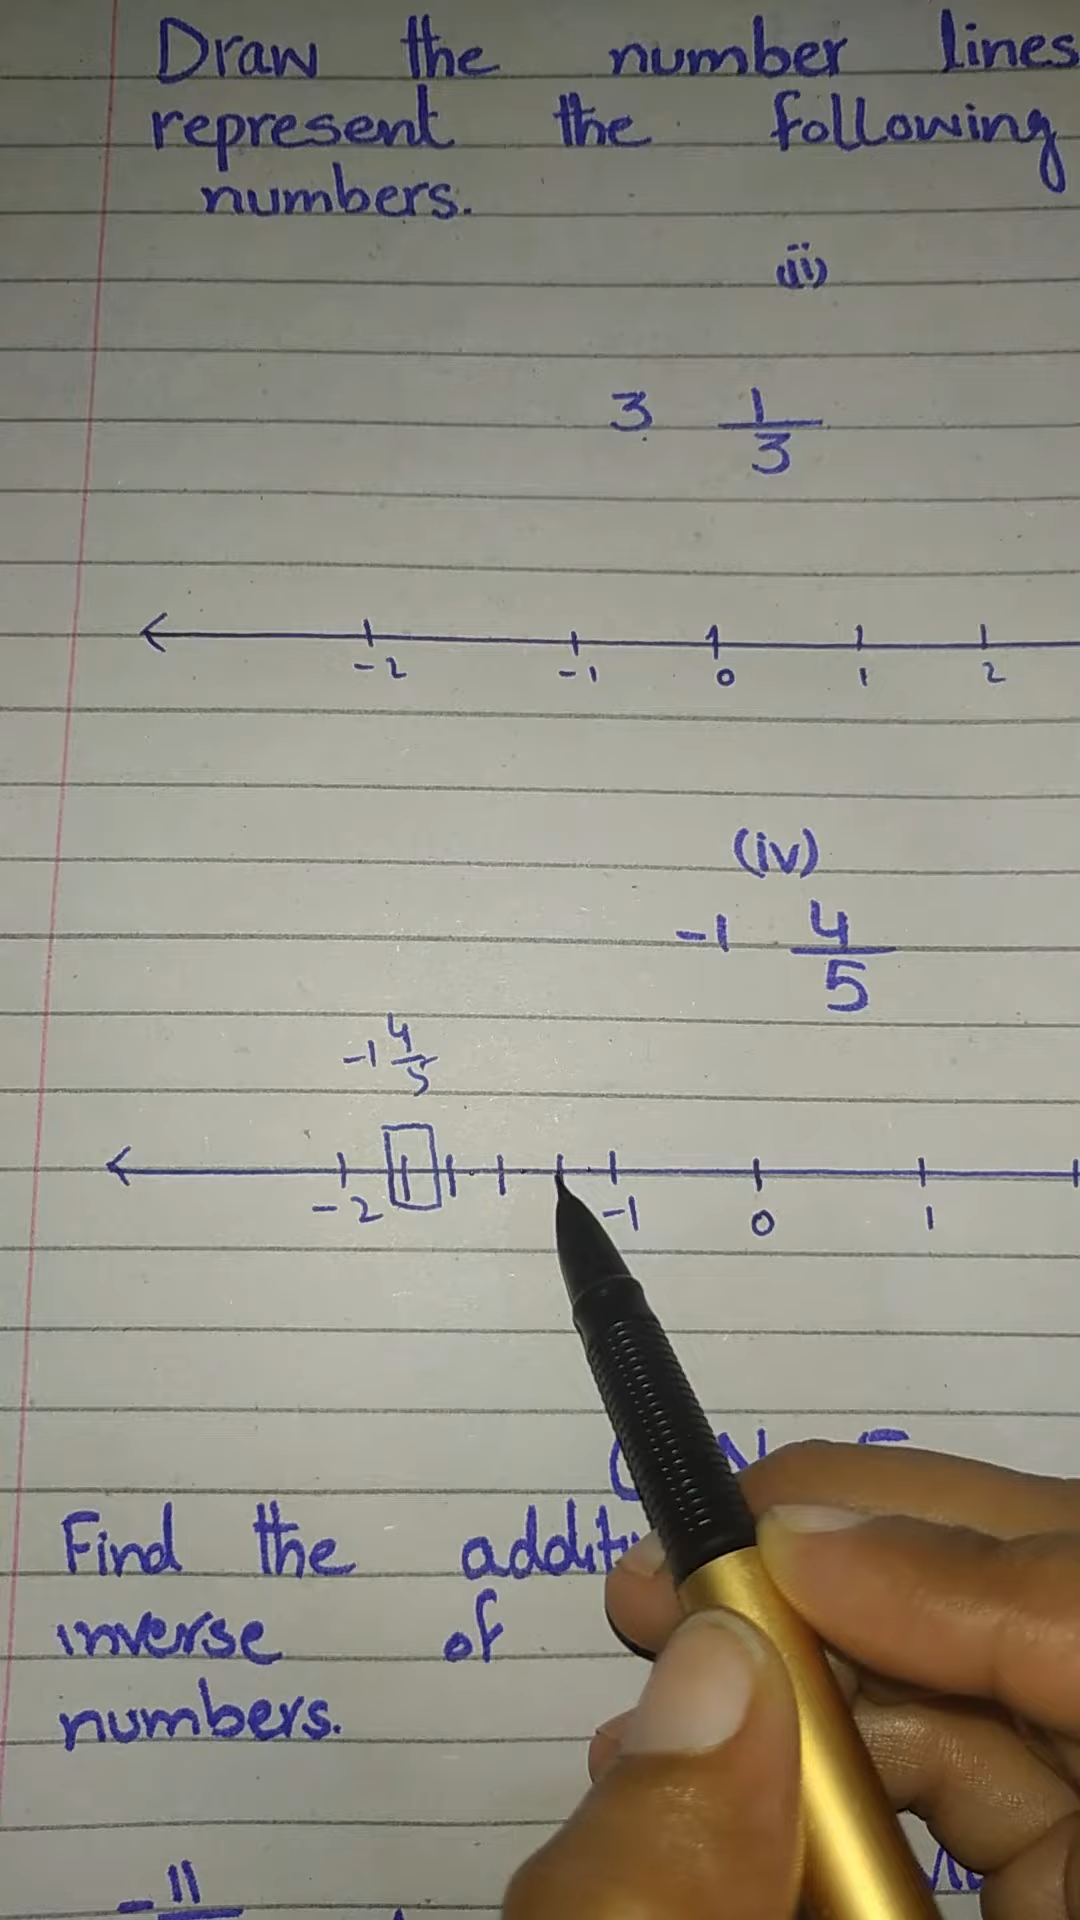 Draw the number lines
represent the following
numbers.
(ii)
3 1/3
-2 -1 0 1 2
(iv)
-1 4/5
-1 4/5
-2 -1 0 1
Find the
inverse of
numbers.
-11